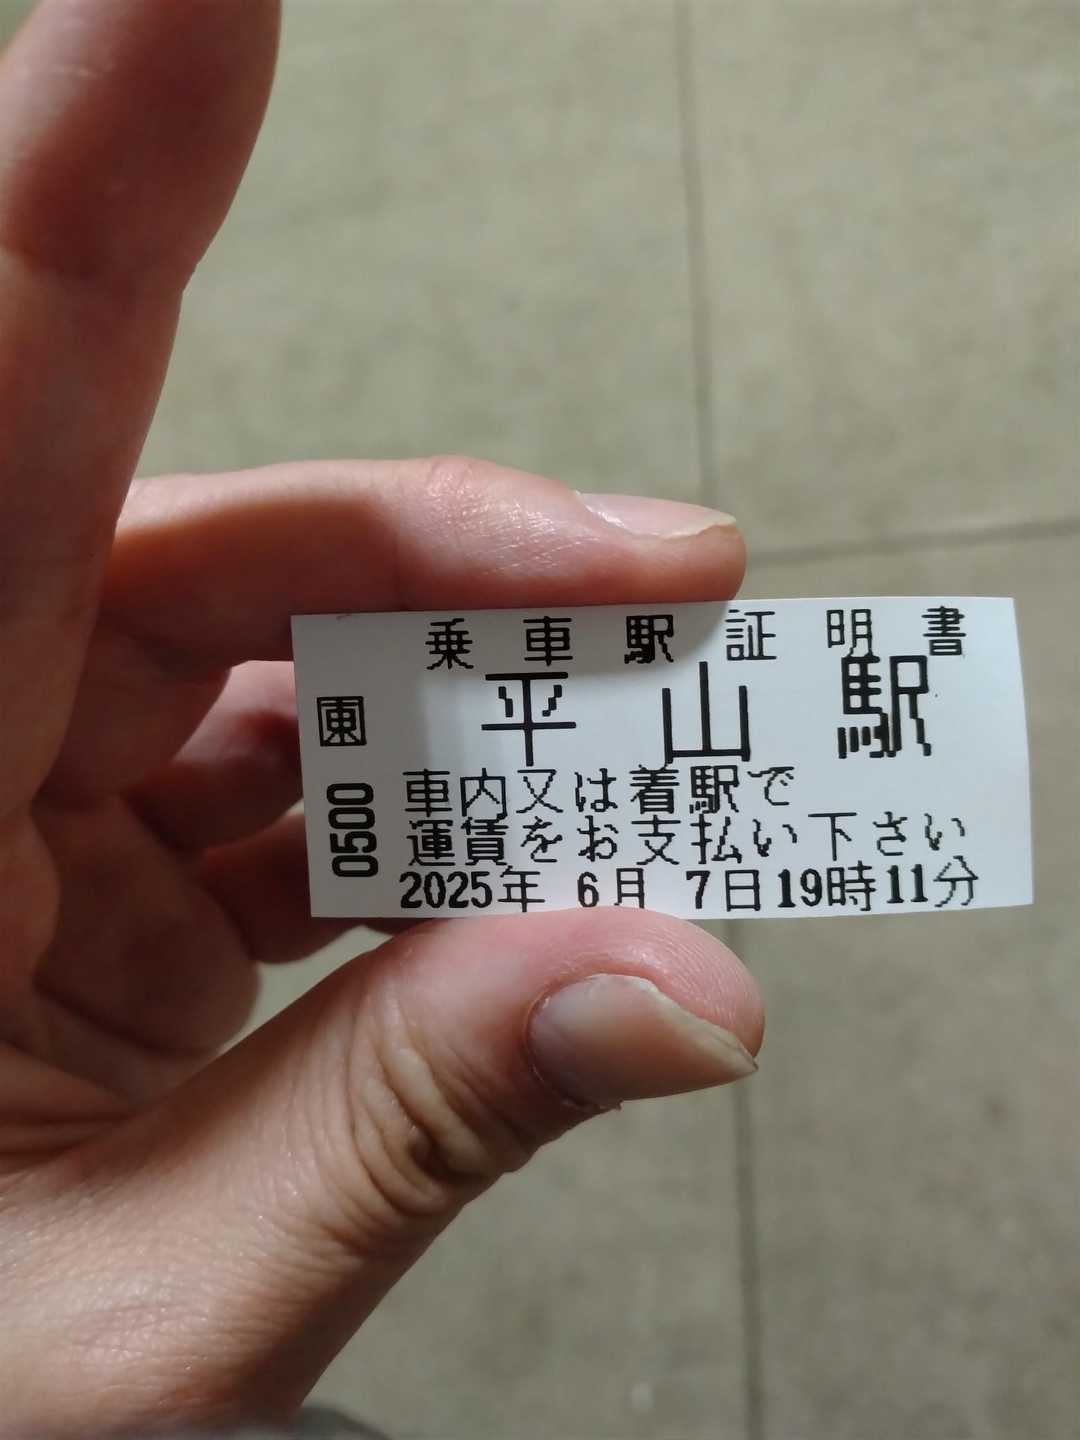 乗車駅証明書
東 平山駅
車内又は着駅で
運賃をお支払い下さい
2025年 6月 7日19時11分
0500